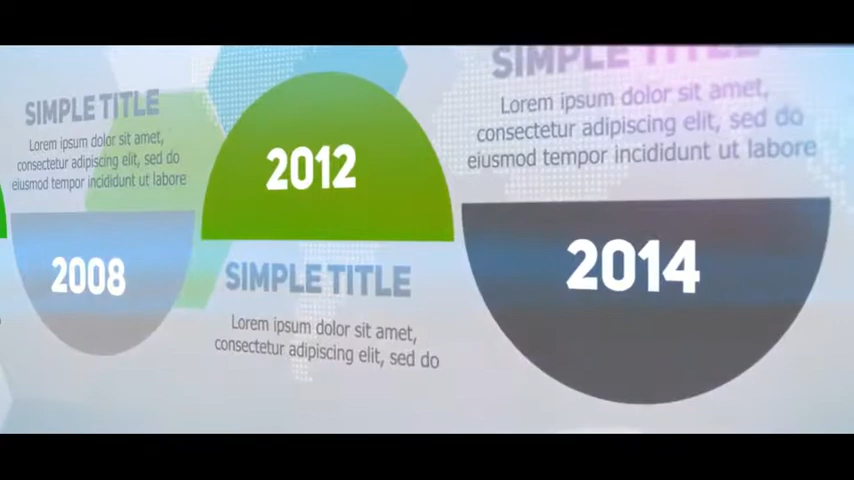 SIMPLE TITLE
Lorem ipsum dolor sit amet,
consectetur adipiscing elit, sed do
eiusmod tempor incididunt ut labore
2008
2012
SIMPLE TITLE
Lorem ipsum dolor sit amet,
consectetur adipiscing elit, sed do
SIMPLE TITLE
Lorem ipsum dolor sit amet,
consectetur adipiscing elit, sed do
eiusmod tempor incididunt ut labore
2014